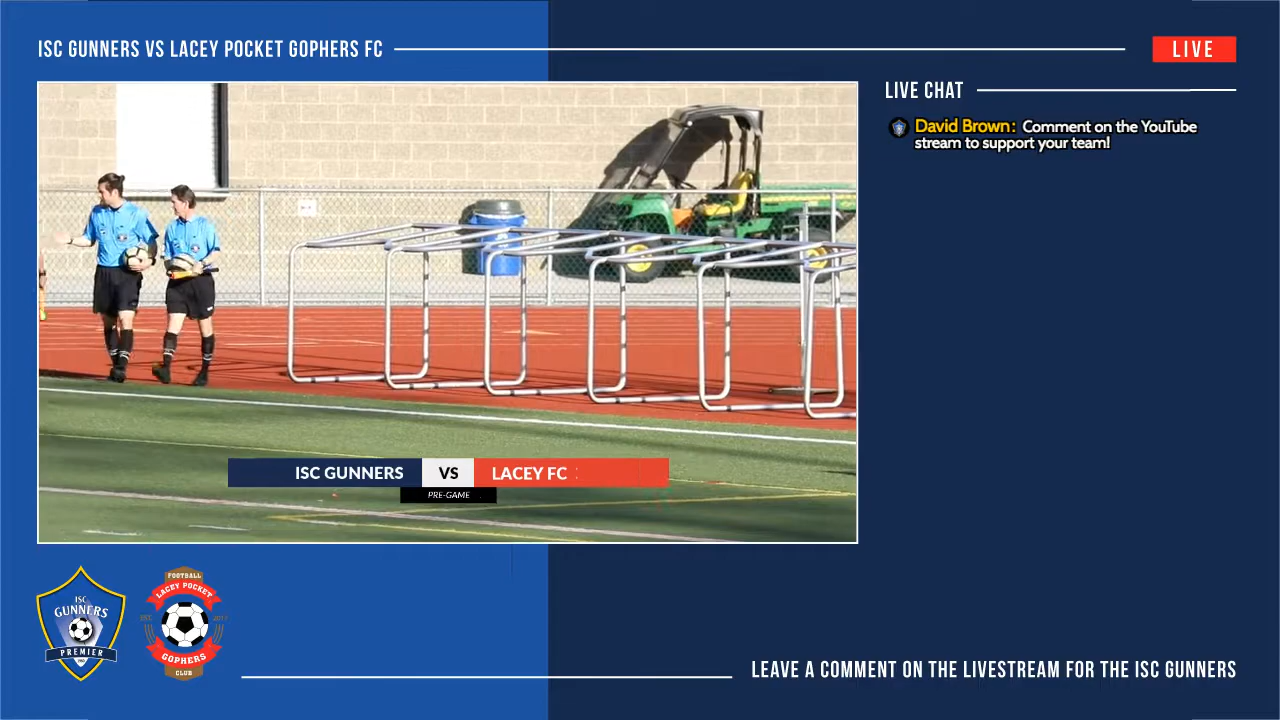 ISC GUNNERS VS LACEY POCKET GOPHERS FC
LIVE
LIVE CHAT
David Brown: Comment on the YouTube
stream to support your team!
ISC GUNNERS VS LACEY FC
PRE-GAME
ISC
GUNNERS
PREMIER
FOOTBALL
LACEY POCKET
EST.
GOPHERS
CLUB
LEAVE A COMMENT ON THE LIVESTREAM FOR THE ISC GUNNERS